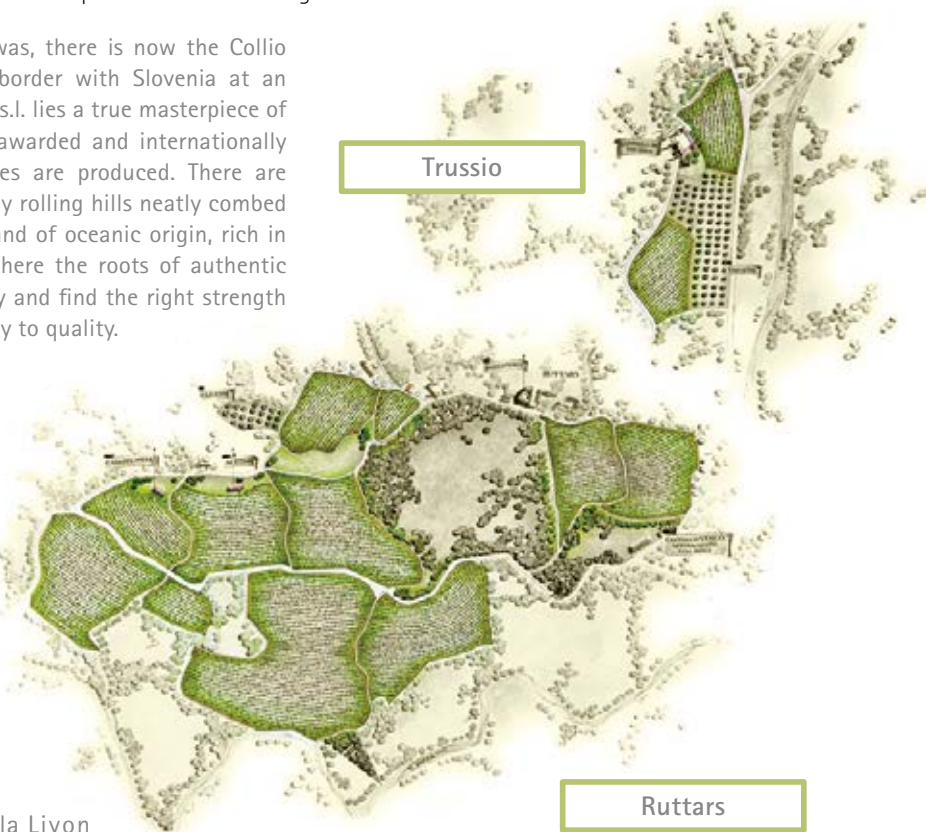 was, there is now the Collio
border with Slovenia at an
s.l. lies a true masterpiece of
awarded and internationally
es are produced. There are
y rolling hills neatly combed
and of oceanic origin, rich in
here the roots of authentic
y and find the right strength
y to quality.
Trussio
Ruttars
la Livon